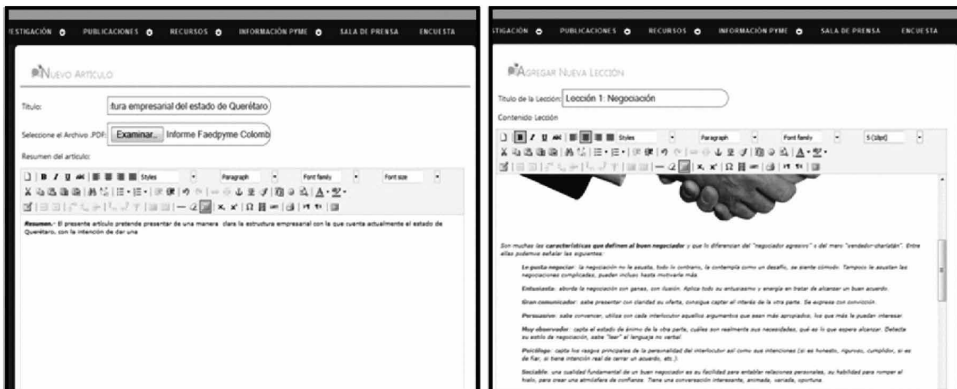 ESTIGACIÓN PUBLICACIONES RECURSOS INFORMACIÓN PYME SALA DE PRENSA ENCUESTA
NUEVO ARTÍCULO
Título: tura empresarial del estado de Querétaro
Seleccione el Archivo .PDF: Examinar... Informe Faedpyme Colomb
Resumen del artículo:
B I U ABC Styles Paragraph Font family Font size
Resumen.- El presente artículo pretende presentar de una manera clara la estructura empresarial con la que cuenta actualmente el estado de
Querétaro, con la intención de dar una
TIGACIÓN PUBLICACIONES RECURSOS INFORMACIÓN PYME SALA DE PRENSA ENCUESTA
AGREGAR NUEVA LECCIÓN
Título de la Lección: Lección 1: Negociación
Contenido Lección
B I U ABC Styles Paragraph Font family 5 (18pt)
Son muchas las características que definen al buen negociador y que lo diferencian del "negociador agresivo" o del mero "vendedor-charlatán". Entre
ellas podemos señalar las siguientes:
Le gusta negociar: la negociación no le asusta, todo lo contrario, la contempla como un desafío, se siente cómodo. Tampoco le asustan las
negociaciones complicadas, pueden incluso hasta motivarle más.
Entusiasta: aborda la negociación con ganas, con ilusión. Aplica todo su entusiasmo y energía en tratar de alcanzar un buen acuerdo.
Gran comunicador: sabe presentar con claridad su oferta, consigue captar el interés de la otra parte. Se expresa con convicción.
Persuasivo: sabe convencer, utiliza con cada interlocutor aquellos argumentos que sean más apropiados, los que más le puedan interesar.
Muy observador: capta el estado de ánimo de la otra parte, cuáles son realmente sus necesidades, qué es lo que espera alcanzar. Detecta
su estilo de negociación, sabe "leer" el lenguaje no verbal.
Psicólogo: capta los rasgos principales de la personalidad del interlocutor así como sus intenciones (si es honesto, riguroso, cumplidor, si es
de fiar, si tiene intención real de cerrar un acuerdo, etc.).
Sociable: una cualidad fundamental de un buen negociador es su facilidad para entablar relaciones personales, su habilidad para romper el
hielo, para crear una atmósfera de confianza. Tiene una conversación interesante, animada, variada, oportuna.